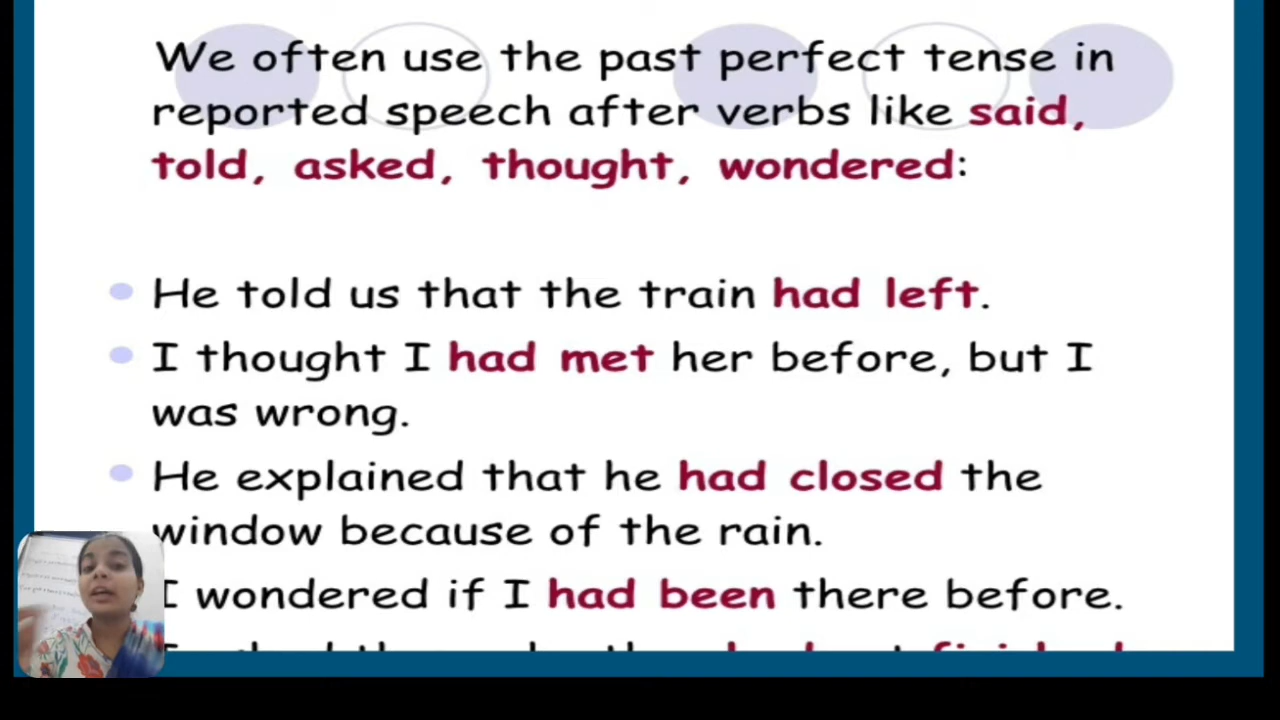 We often use the past perfect tense in
reported speech after verbs like said,
told, asked, thought, wondered:
He told us that the train had left.
I thought I had met her before, but I
was wrong.
He explained that he had closed the
window because of the rain.
I wondered if I had been there before.